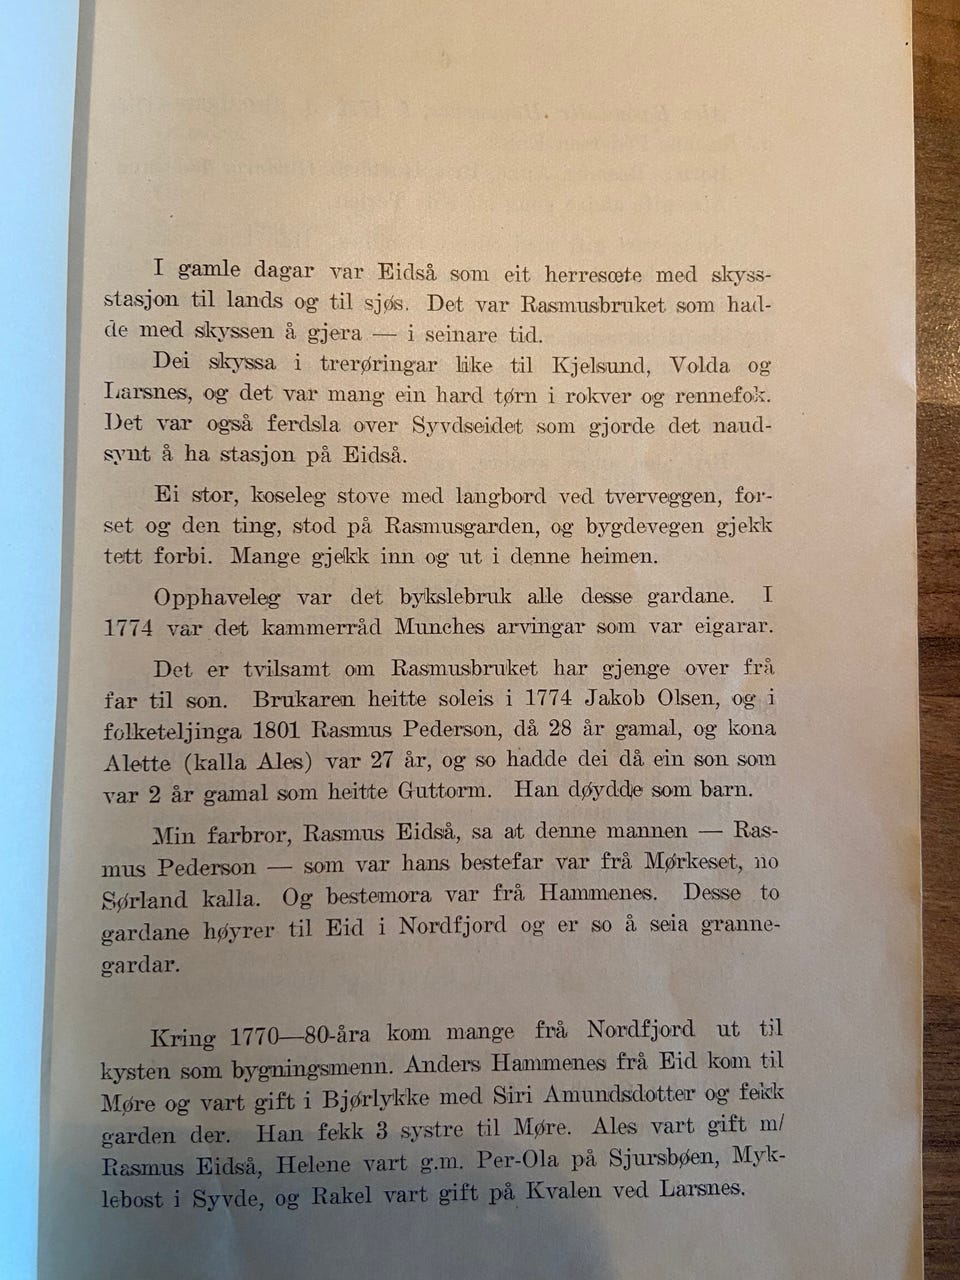 I gamle dagar var Eidså som eit herresœte med skyss-
stasjon til lands og til sjøs. Det var Rasmusbruket som had-
de med skyssen å gjera — i seinare tid.
Dei skyssa i trerøringar like til Kjelsund, Volda og
Larsnes, og det var mang ein hard tørn i rokver og rennefok.
Det var også ferdsla over Syvdseidet som gjorde det naud-
synt å ha stasjon på Eidså.
Ei stor, koseleg stove med langbord ved tverveggen, for-
set og den ting, stod på Rasmusgarden, og bygdevegen gjekk
tett forbi. Mange gjekk inn og ut i denne heimen.
Opphaveleg var det bykslebruk alle desse gardane. I
1774 var det kammerråd Munches arvingar som var eigarar.
Det er tvilsamt om Rasmusbruket har gjenge over frå
far til son. Brukaren heitte soleis i 1774 Jakob Olsen, og i
folketeljinga 1801 Rasmus Pederson, då 28 år gamal, og kona
Alette (kalla Ales) var 27 år, og so hadde dei då ein son som
var 2 år gamal som heitte Guttorm. Han døydde som barn.
Min farbror, Rasmus Eidså, sa at denne mannen — Ras-
mus Pederson — som var hans bestefar var frå Mørkeset, no
Sørland kalla. Og bestemora var frå Hammenes. Desse to
gardane høyrer til Eid i Nordfjord og er so å seia granne-
gardar.
Kring 1770—80-åra kom mange frå Nordfjord ut til
kysten som bygningsmenn. Anders Hammenes frå Eid kom til
Møre og vart gift i Bjørlykke med Siri Amundsdotter og fekk
garden der. Han fekk 3 systre til Møre. Ales vart gift m/
Rasmus Eidså, Helene vart g.m. Per-Ola på Sjursbøen, Myk-
lebost i Syvde, og Rakel vart gift på Kvalen ved Larsnes.